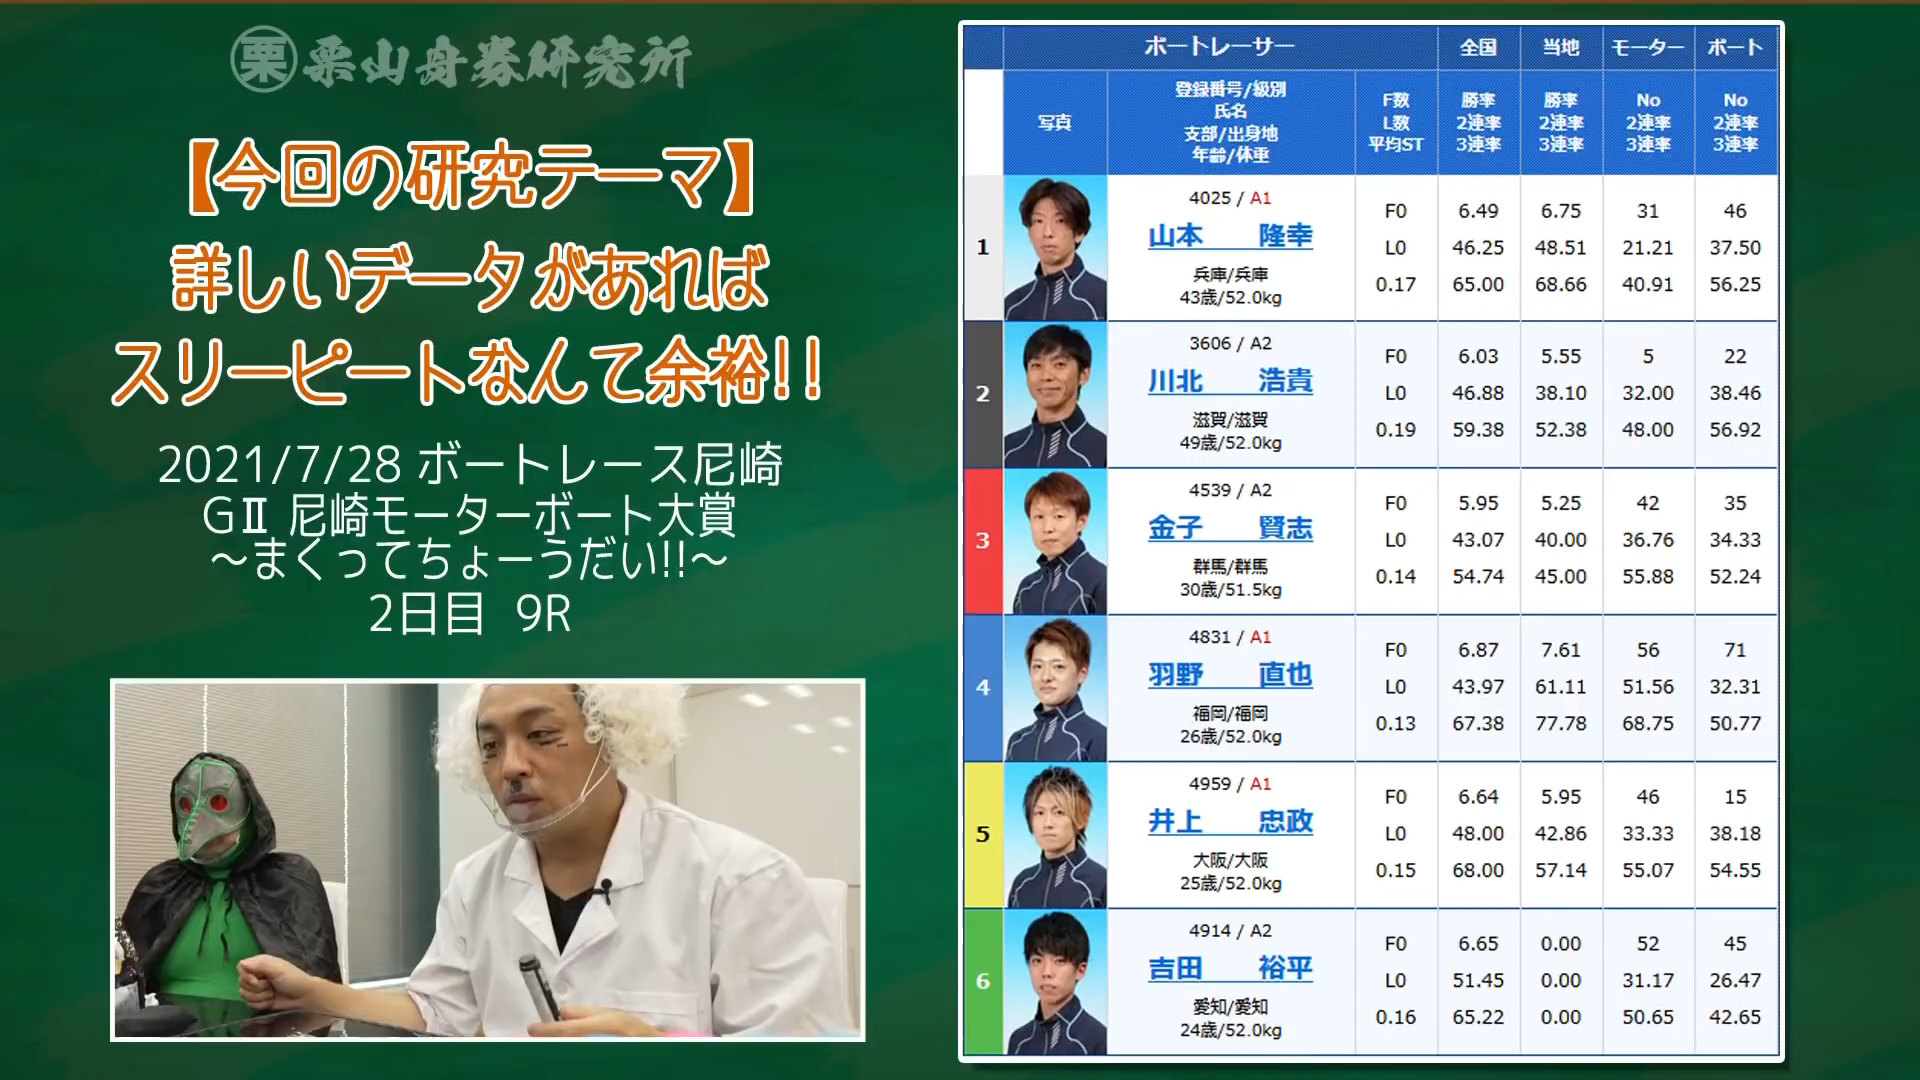 栗 栗山舟券研究所
【今回の研究テーマ】
詳しいデータがあれば
スリーピートなんて余裕!!
2021/7/28 ボートレース尼崎
GⅡ 尼崎モーターボート大賞
～まくってちょーうだい!!～
2日目 9R
ボートレーサー 全国 当地 モーター ボート
写真
登録番号/級別
氏名
支部/出身地
年齢/体重
F数
L数
平均ST
勝率
2連率
3連率
勝率
2連率
3連率
No
2連率
3連率
No
2連率
3連率
1
4025 / A1
山本 隆幸
兵庫/兵庫
43歳/52.0kg
F0 6.49 6.75 31 46
L0 46.25 48.51 21.21 37.50
0.17 65.00 68.66 40.91 56.25
2
3606 / A2
川北 浩貴
滋賀/滋賀
49歳/52.0kg
F0 6.03 5.55 5 22
L0 46.88 38.10 32.00 38.46
0.19 59.38 52.38 48.00 56.92
3
4539 / A2
金子 賢志
群馬/群馬
30歳/51.5kg
F0 5.95 5.25 42 35
L0 43.07 40.00 36.76 34.33
0.14 54.74 45.00 55.88 52.24
4
4831 / A1
羽野 直也
福岡/福岡
26歳/52.0kg
F0 6.87 7.61 56 71
L0 43.97 61.11 51.56 32.31
0.13 67.38 77.78 68.75 50.77
5
4959 / A1
井上 忠政
大阪/大阪
25歳/52.0kg
F0 6.64 5.95 46 15
L0 48.00 42.86 33.33 38.18
0.15 68.00 57.14 55.07 54.55
6
4914 / A2
吉田 裕平
愛知/愛知
24歳/52.0kg
F0 6.65 0.00 52 45
L0 51.45 0.00 31.17 26.47
0.16 65.22 0.00 50.65 42.65